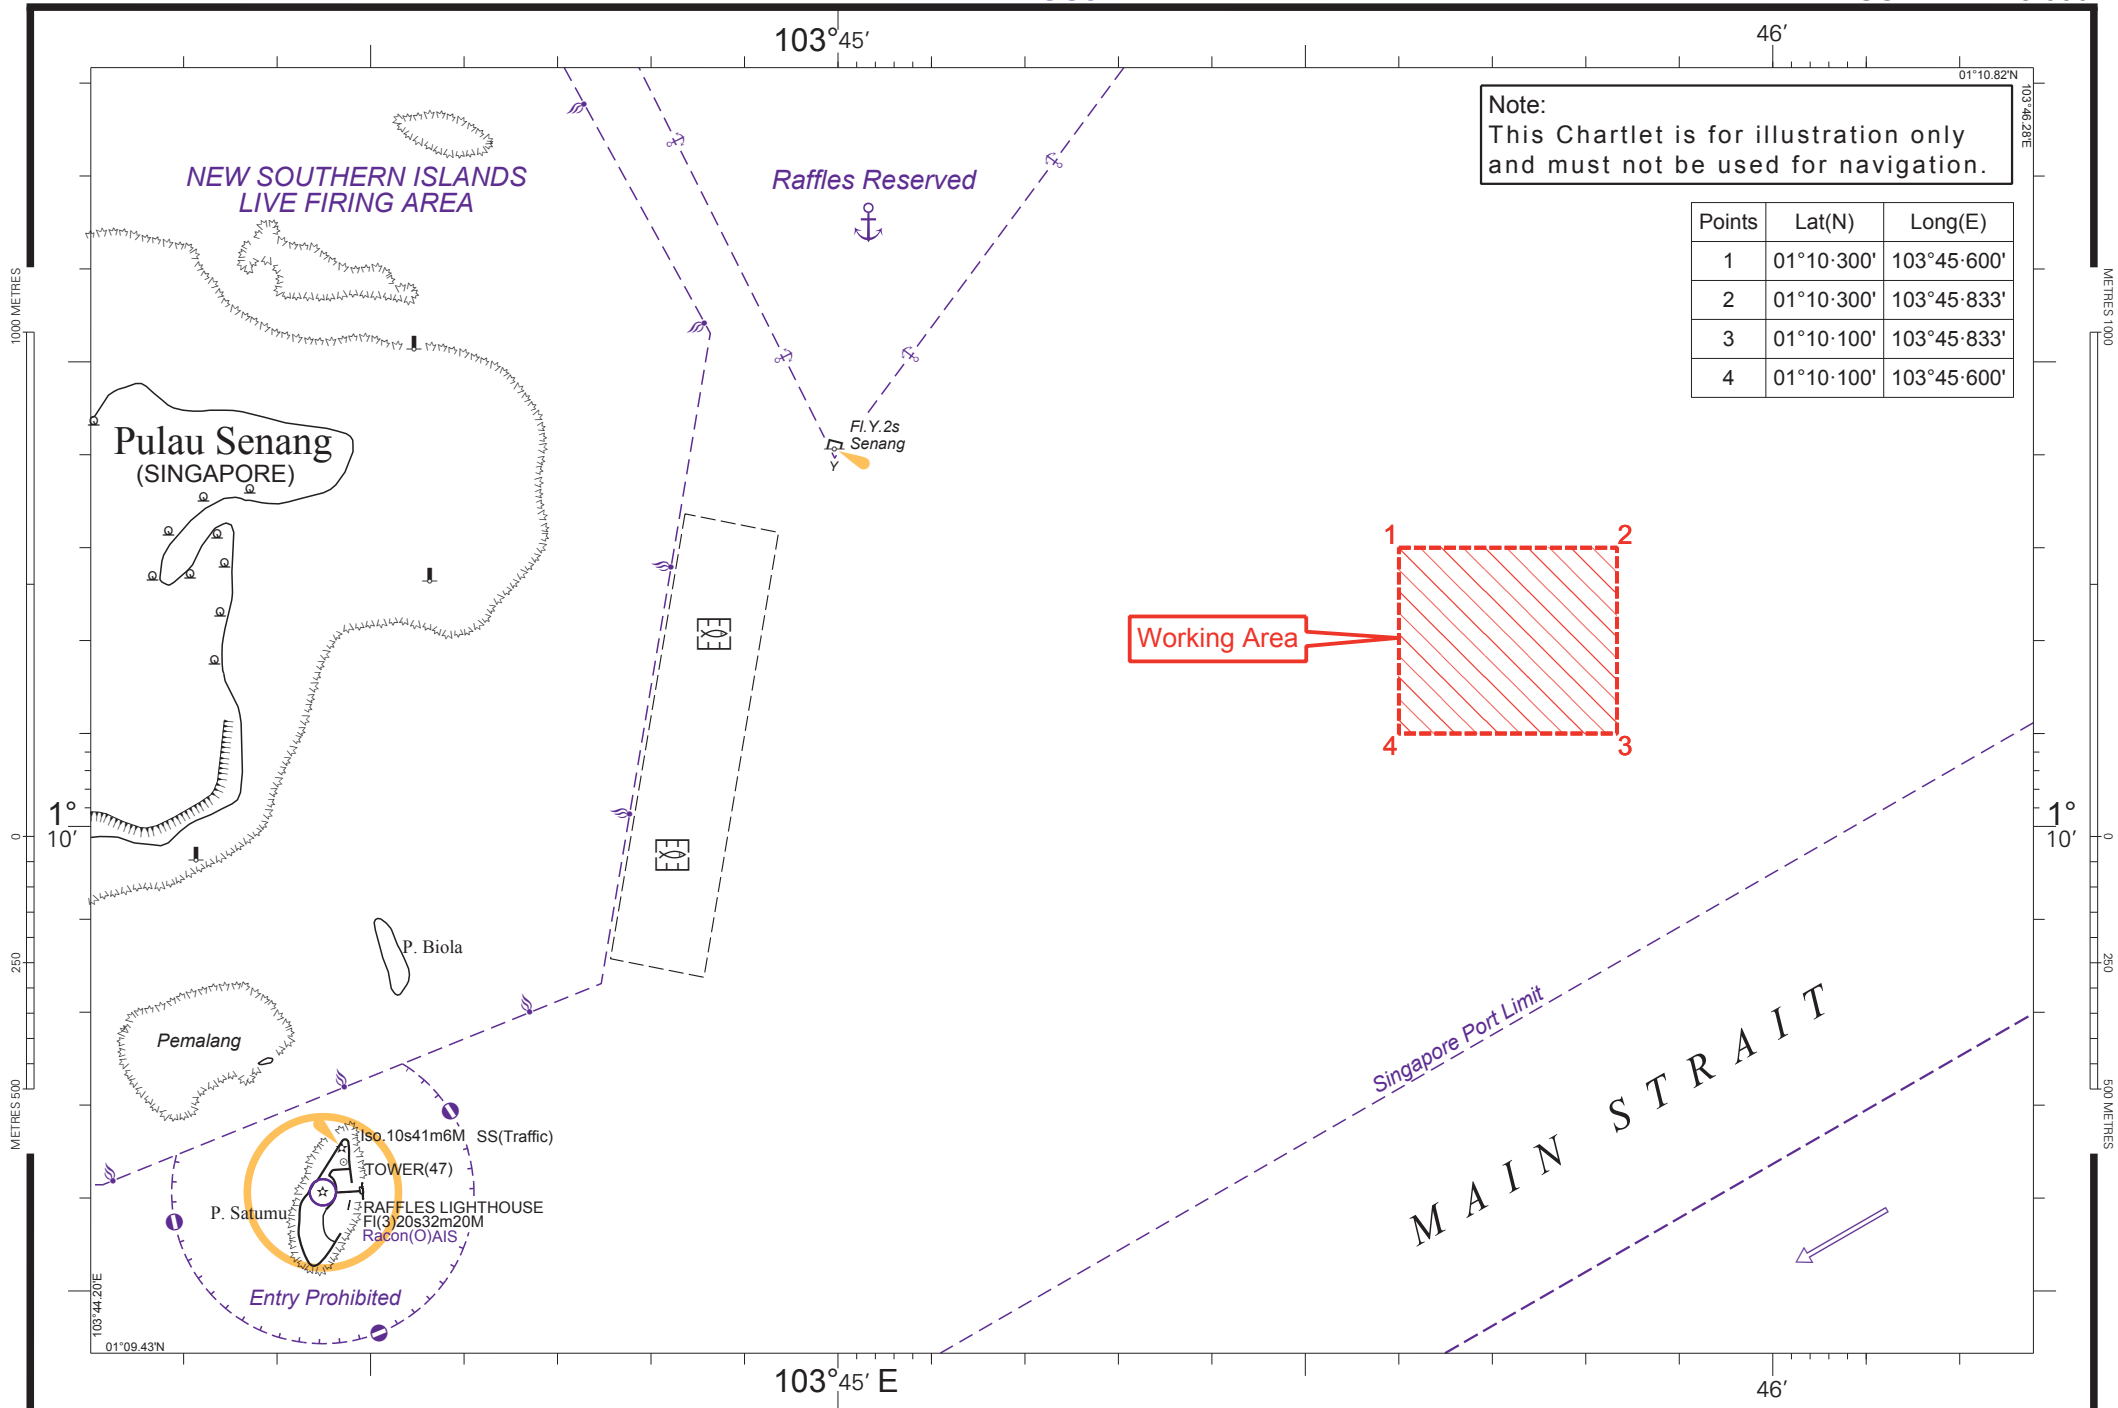 103°45′
46′
01°10.82'N
103°46.28'E
Note:
This Chartlet is for illustration only
and must not be used for navigation.
NEW SOUTHERN ISLANDS
LIVE FIRING AREA
Raffles Reserved
Points Lat(N) Long(E)
1 01°10·300' 103°45·600'
2 01°10·300' 103°45·833'
3 01°10·100' 103°45·833'
4 01°10·100' 103°45·600'
1000 METRES
METRES 1000
Fl.Y.2s
Senang
Y
Pulau Senang
(SINGAPORE)
1
2
Working Area
4
3
1°
10′
1°
10′
0
0
P. Biola
250
250
Pemalang
Singapore Port Limit
MAIN STRAIT
METRES 500
500 METRES
Iso.10s41m6M SS(Traffic)
TOWER(47)
P. Satumu
RAFFLES LIGHTHOUSE
Fl(3)20s32m20M
Racon(O)AIS
Entry Prohibited
103°44.20'E
01°09.43'N
103°45′ E
46′